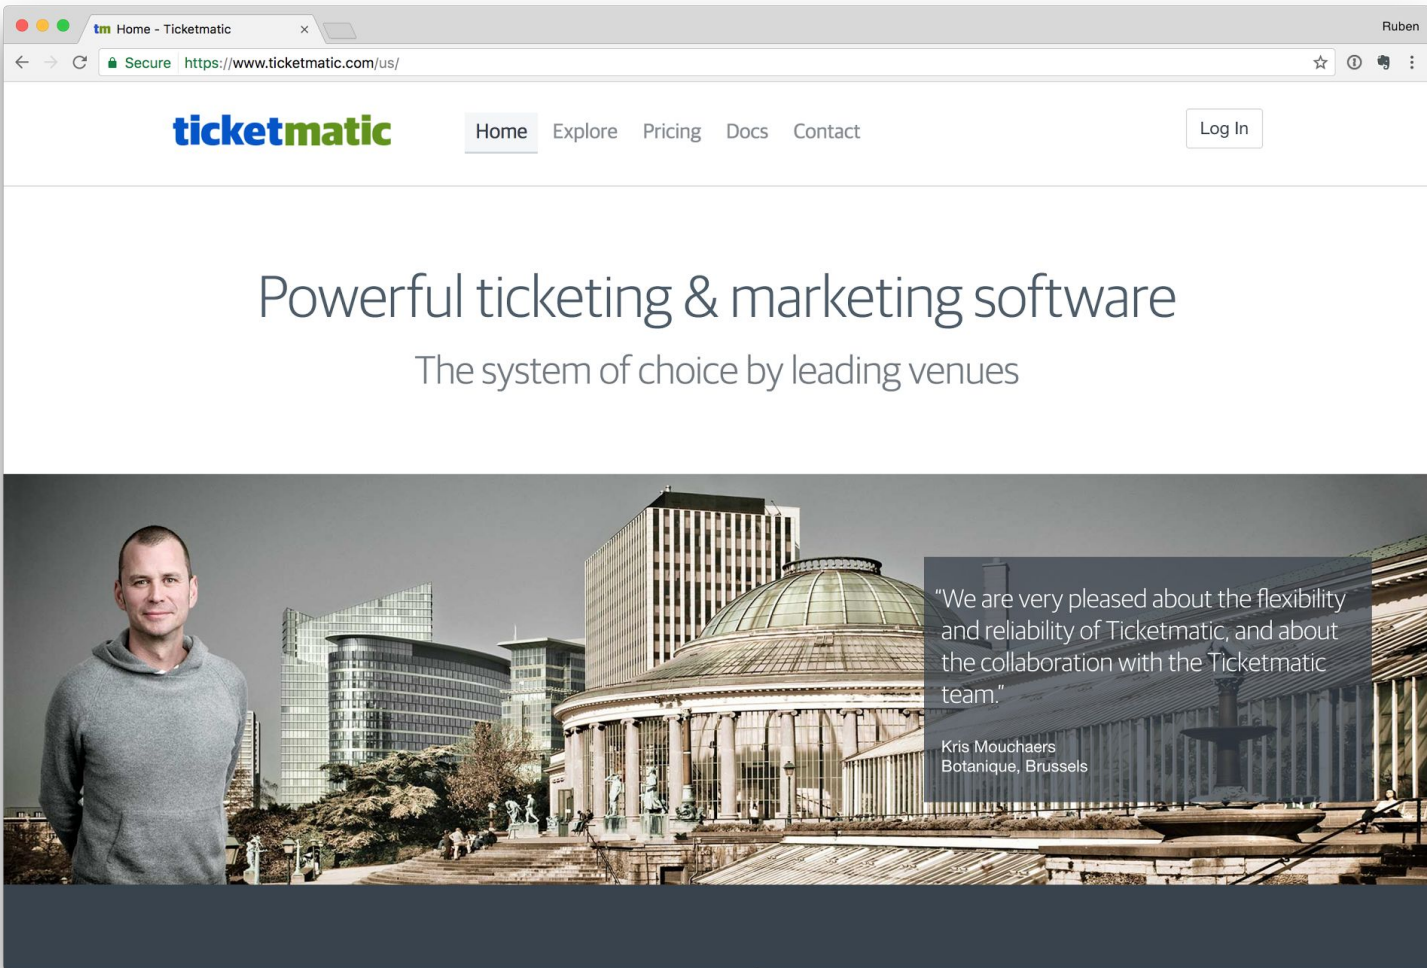 tm Home - Ticketmatic
Ruben
Secure https://www.ticketmatic.com/us/
ticketmatic
Home Explore Pricing Docs Contact
Log In
Powerful ticketing & marketing software
The system of choice by leading venues
“We are very pleased about the flexibility
and reliability of Ticketmatic, and about
the collaboration with the Ticketmatic
team.”
Kris Mouchaers
Botanique, Brussels